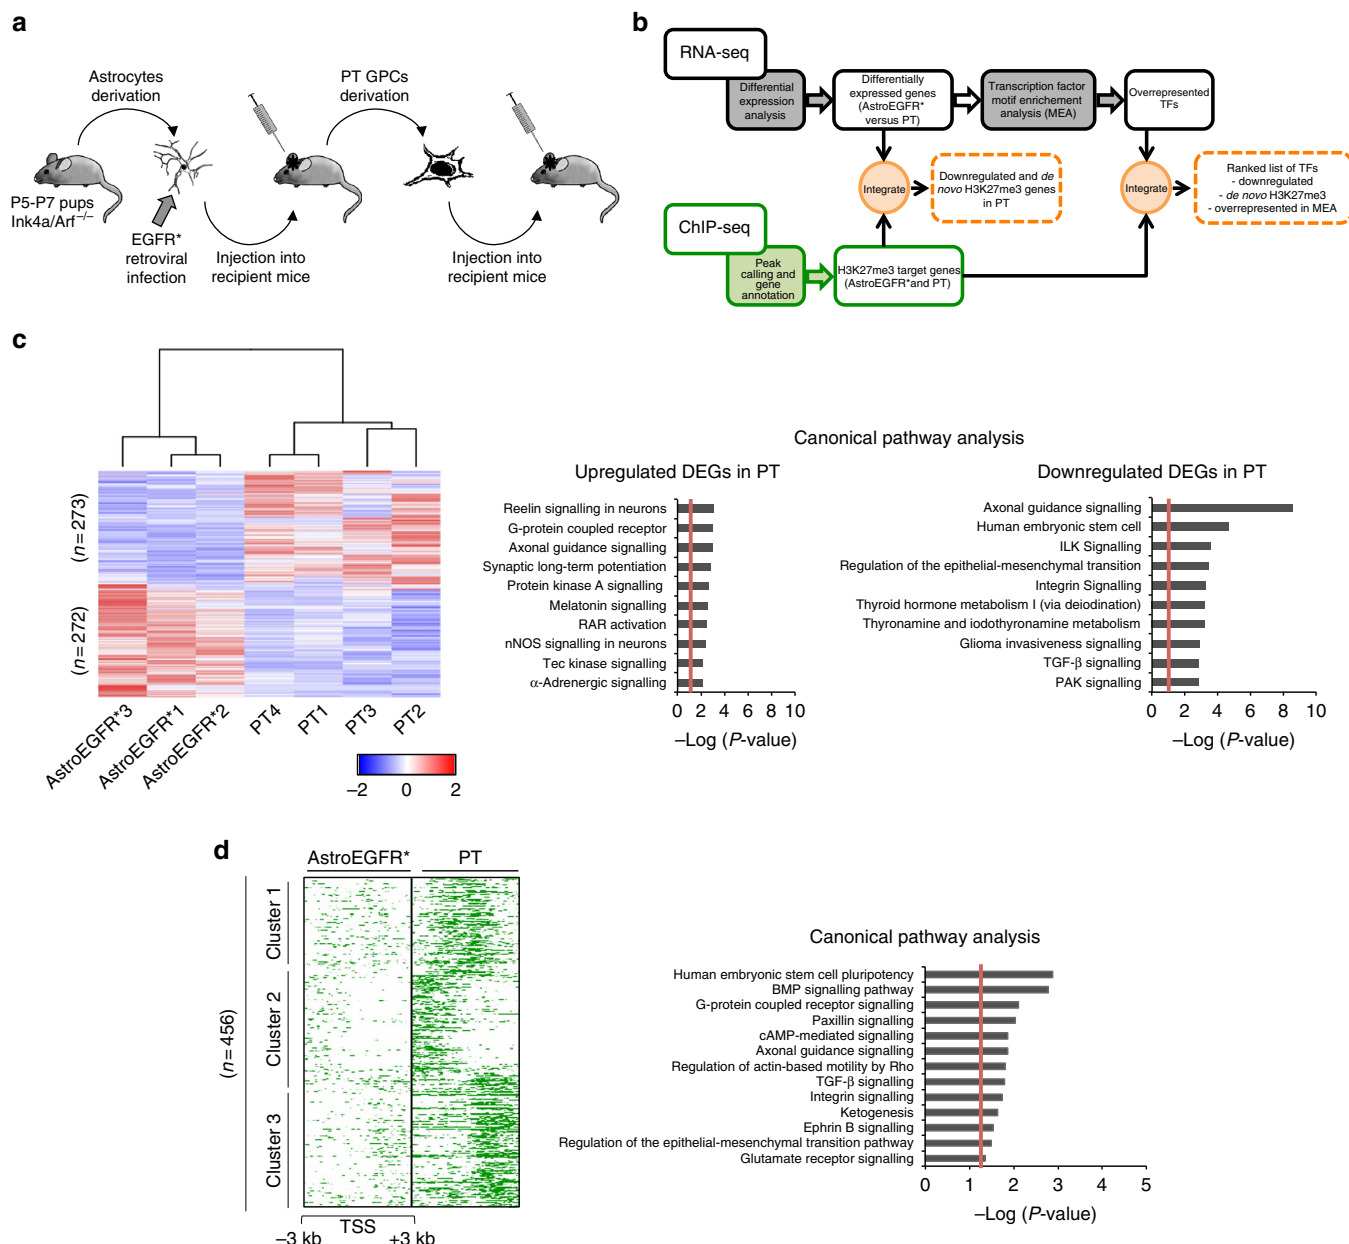 a
Astrocytes
derivation
PT GPCs
derivation
P5-P7 pups
Ink4a/Arf–/–
EGFR*
retroviral
infection
Injection into
recipient mice
Injection into
recipient mice
b
RNA-seq
Differential
expression
analysis
Differentially
expressed genes
(AstroEGFR*
versus PT)
Transcription factor
motif enrichment
analysis (MEA)
Overrepresented
TFs
Integrate
Downregulated and de
novo H3K27me3 genes
in PT
Integrate
Ranked list of TFs
- downregulated
- de novo H3K27me3
- overrepresented in MEA
ChIP-seq
Peak
calling and
gene
annotation
H3K27me3 target genes
(AstroEGFR*and PT)
c
(n=273)
(n=272)
AstroEGFR*3
AstroEGFR*1
AstroEGFR*2
PT4
PT1
PT3
PT2
–2 0 2
Canonical pathway analysis
Upregulated DEGs in PT
Reelin signalling in neurons
G-protein coupled receptor
Axonal guidance signalling
Synaptic long-term potentiation
Protein kinase A signalling
Melatonin signalling
RAR activation
nNOS signalling in neurons
Tec kinase signalling
α-Adrenergic signalling
0 2 4 6 8 10
–Log (P-value)
Downregulated DEGs in PT
Axonal guidance signalling
Human embryonic stem cell
ILK Signalling
Regulation of the epithelial-mesenchymal transition
Integrin Signalling
Thyroid hormone metabolism I (via deiodination)
Thyronamine and iodothyronamine metabolism
Glioma invasiveness signalling
TGF-β signalling
PAK signalling
0 2 4 6 8 10
–Log (P-value)
d
AstroEGFR* PT
(n=456)
Cluster 1
Cluster 2
Cluster 3
TSS
–3 kb +3 kb
Canonical pathway analysis
Human embryonic stem cell pluripotency
BMP signalling pathway
G-protein coupled receptor signalling
Paxillin signalling
cAMP-mediated signalling
Axonal guidance signalling
Regulation of actin-based motility by Rho
TGF-β signalling
Integrin signalling
Ketogenesis
Ephrin B signalling
Regulation of the epithelial-mesenchymal transition pathway
Glutamate receptor signalling
0 1 2 3 4 5
–Log (P-value)